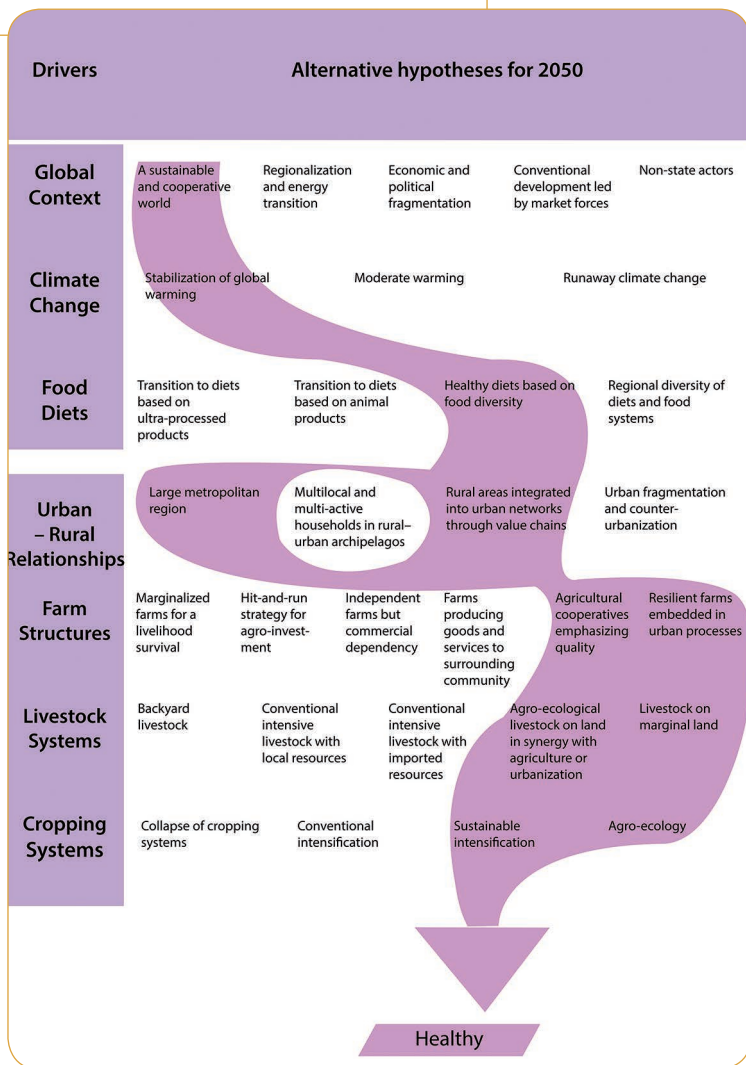 Drivers
Alternative hypotheses for 2050
Global
Context
A sustainable
and cooperative
world
Regionalization
and energy
transition
Economic and
political
fragmentation
Conventional
development led
by market forces
Non-state actors
Climate
Change
Stabilization of global
warming
Moderate warming
Runaway climate change
Food
Diets
Transition to diets
based on
ultra-processed
products
Transition to diets
based on animal
products
Healthy diets based on
food diversity
Regional diversity of
diets and food
systems
Urban
– Rural
Relationships
Large metropolitan
region
Multilocal and
multi-active
households in rural–
urban archipelagos
Rural areas integrated
into urban networks
through value chains
Urban fragmentation
and counter-
urbanization
Farm
Structures
Marginalized
farms for a
livelihood
survival
Hit-and-run
strategy for
agro-invest-
ment
Independent
farms but
commercial
dependency
Farms
producing
goods and
services to
surrounding
community
Agricultural
cooperatives
emphasizing
quality
Resilient farms
embedded in
urban processes
Livestock
Systems
Backyard
livestock
Conventional
intensive
livestock with
local resources
Conventional
intensive
livestock with
imported
resources
Agro-ecological
livestock on land
in synergy with
agriculture or
urbanization
Livestock on
marginal land
Cropping
Systems
Collapse of cropping
systems
Conventional
intensification
Sustainable
intensification
Agro-ecology
Healthy